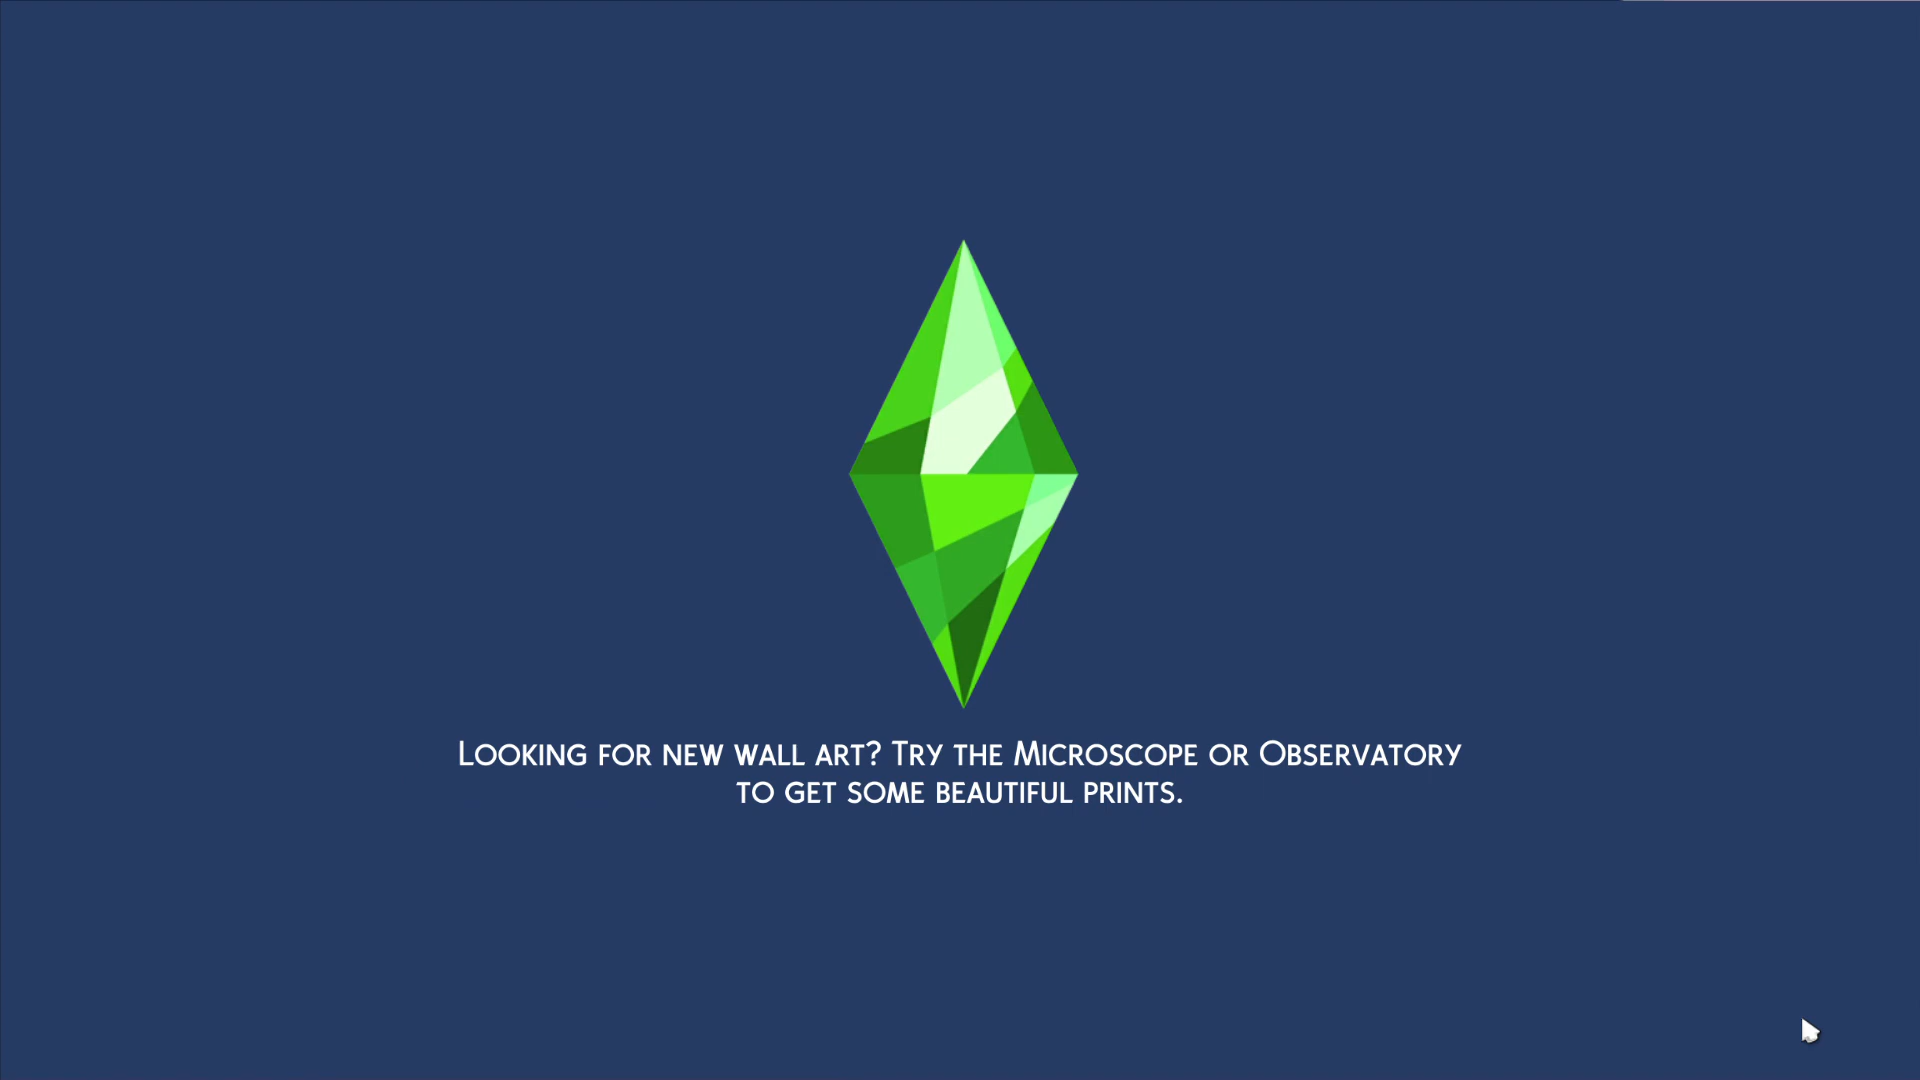 Looking for new wall art? Try the Microscope or Observatory
to get some beautiful prints.